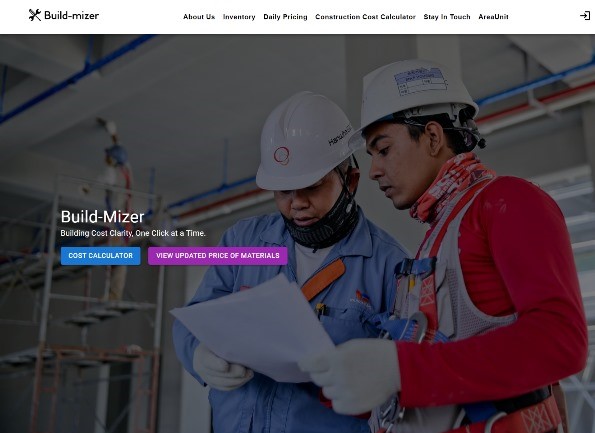 Build-mizer
About Us Inventory Daily Pricing Construction Cost Calculator Stay In Touch AreaUnit
Build-Mizer
Building Cost Clarity, One Click at a Time.
COST CALCULATOR VIEW UPDATED PRICE OF MATERIALS